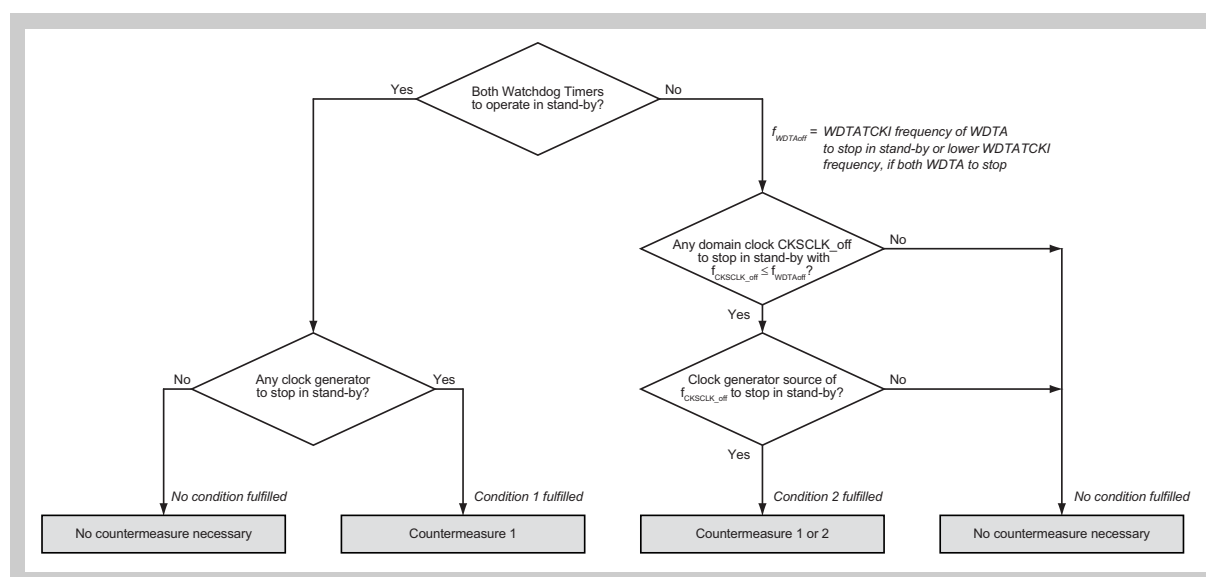 Both Watchdog Timers
to operate in stand-by?
Yes
No
f_WDTAoff = WDTATCKI frequency of WDTA
to stop in stand-by or lower WDTATCKI
frequency, if both WDTA to stop
Any domain clock CKSCLK_off
to stop in stand-by with
f_CKSCLK_off ≤ f_WDTAoff?
No
Yes
Any clock generator
to stop in stand-by?
No
Yes
Clock generator source of
f_CKSCLK_off to stop in stand-by?
No
Yes
No condition fulfilled
Condition 1 fulfilled
Condition 2 fulfilled
No condition fulfilled
No countermeasure necessary
Countermeasure 1
Countermeasure 1 or 2
No countermeasure necessary